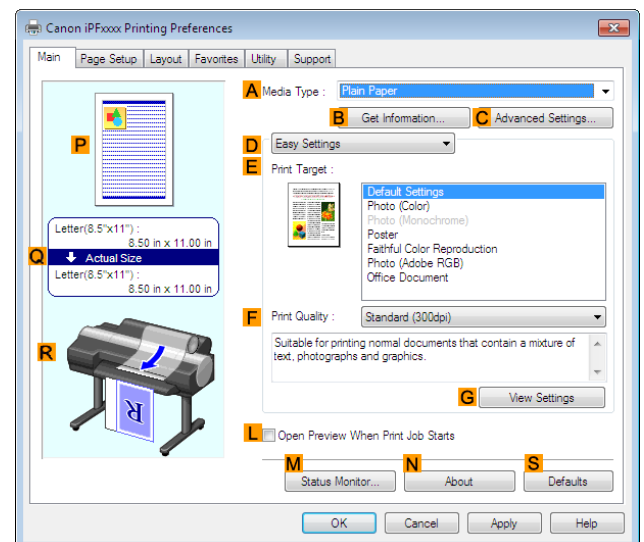 Canon iPFxxxx Printing Preferences
Main Page Setup Layout Favorites Utility Support
A Media Type : Plain Paper
B Get Information... C Advanced Settings...
D Easy Settings
E Print Target :
Default Settings
Photo (Color)
Photo (Monochrome)
Poster
Faithful Color Reproduction
Photo (Adobe RGB)
Office Document
P
Letter(8.5"x11") :
8.50 in x 11.00 in
Q Actual Size
Letter(8.5"x11") :
8.50 in x 11.00 in
F Print Quality : Standard (300dpi)
Suitable for printing normal documents that contain a mixture of
text, photographs and graphics.
G View Settings
R
R
L Open Preview When Print Job Starts
M Status Monitor... N About S Defaults
OK Cancel Apply Help